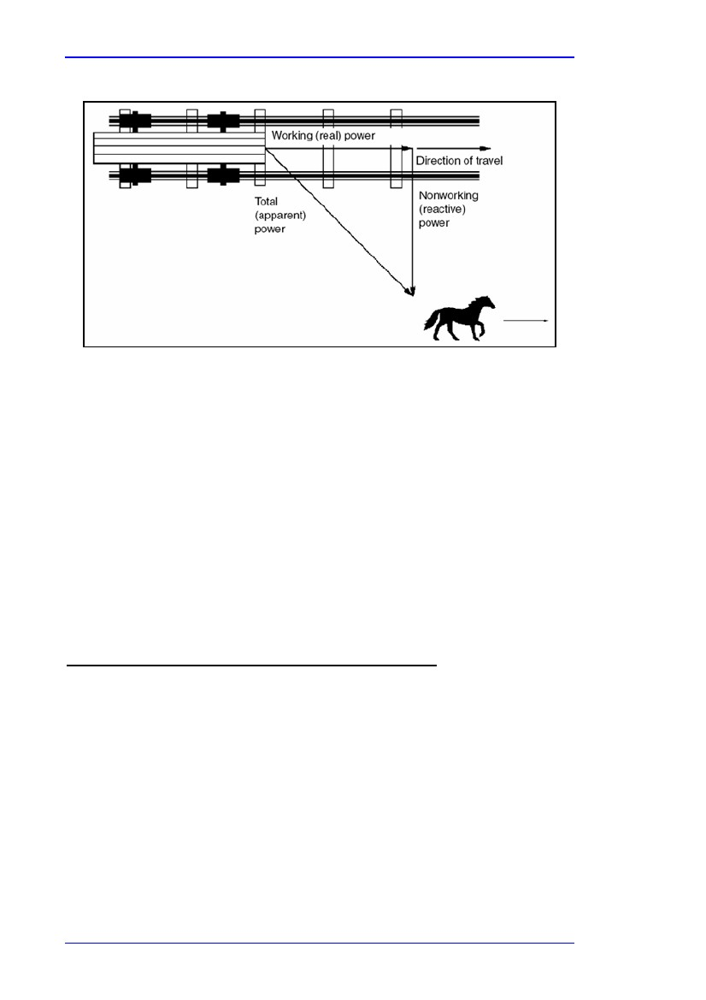 Working (real) power
Direction of travel
Total
(apparent)
power
Nonworking
(reactive)
power